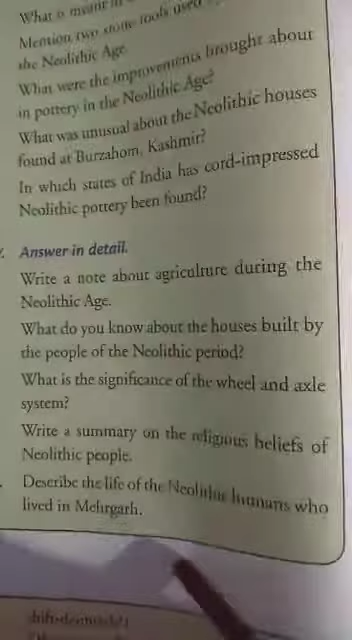 What is meant
Mention two stone tools used
the Neolithic Age.
What were the improvements brought about
in pottery in the Neolithic Age?
What was unusual about the Neolithic houses
found at Burzahom, Kashmir?
In which states of India has cord-impressed
Neolithic pottery been found?
Answer in detail.
Write a note about agriculture during the
Neolithic Age.
What do you know about the houses built by
the people of the Neolithic period?
What is the significance of the wheel and axle
system?
Write a summary on the religious beliefs of
Neolithic people.
Describe the life of the Neolithic humans who
lived in Mehrgarh.